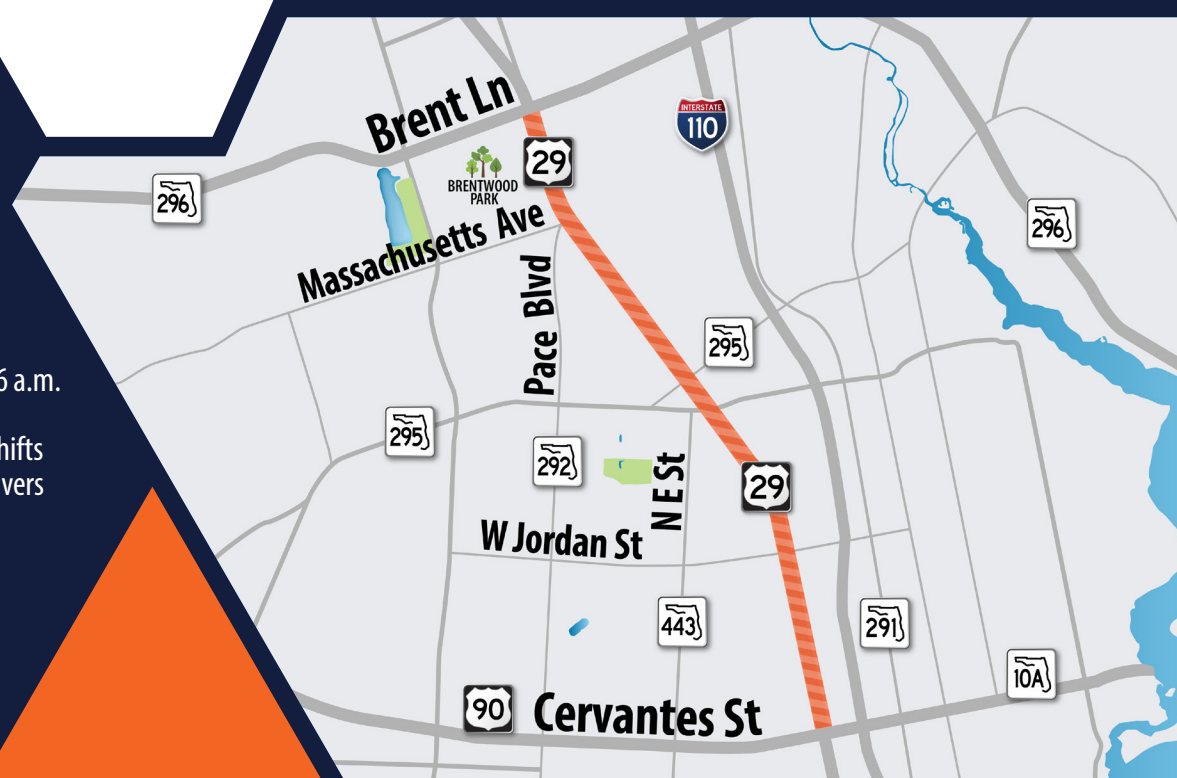 Brent Ln
INTERSTATE
110
29
296
BRENTWOOD
PARK
296
Massachusetts Ave
Pace Blvd
295
6 a.m.
295
hifts
vers
292
N E St
29
W Jordan St
443
291
10A
90
Cervantes St